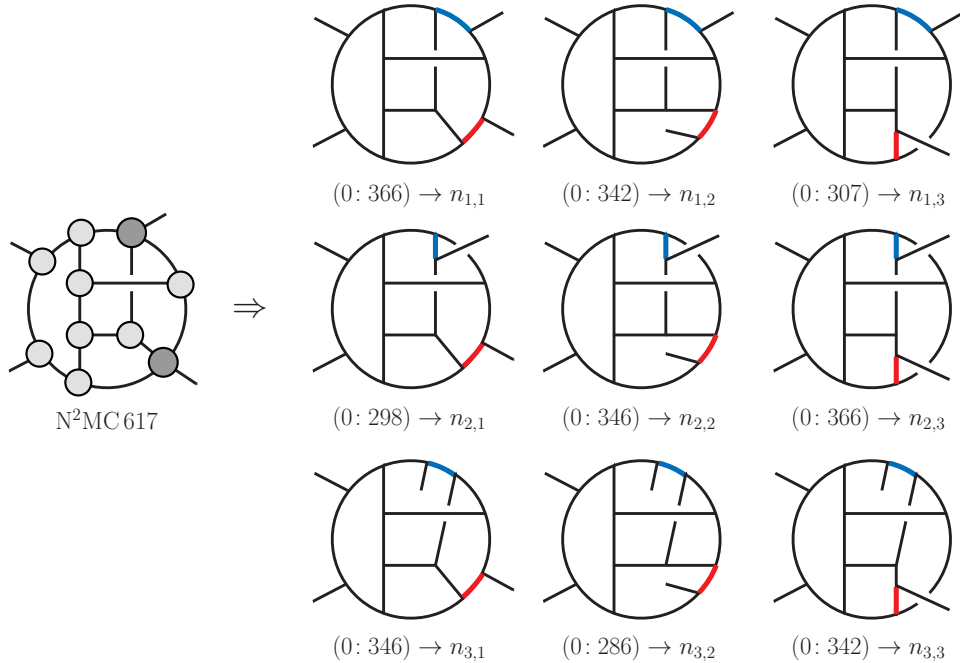 (0: 366) → n₁,₁
(0: 342) → n₁,₂
(0: 307) → n₁,₃
N²MC 617
⇒
(0: 298) → n₂,₁
(0: 346) → n₂,₂
(0: 366) → n₂,₃
(0: 346) → n₃,₁
(0: 286) → n₃,₂
(0: 342) → n₃,₃